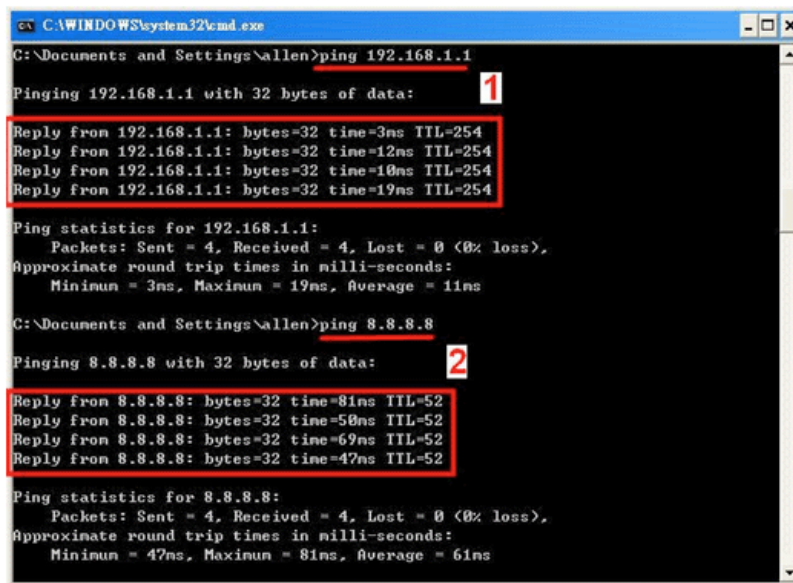 C:\WINDOWS\system32\cmd.exe
C:\Documents and Settings\allen>ping 192.168.1.1
1
Pinging 192.168.1.1 with 32 bytes of data:
Reply from 192.168.1.1: bytes=32 time=3ms TTL=254
Reply from 192.168.1.1: bytes=32 time=12ms TTL=254
Reply from 192.168.1.1: bytes=32 time=10ms TTL=254
Reply from 192.168.1.1: bytes=32 time=19ms TTL=254
Ping statistics for 192.168.1.1:
Packets: Sent = 4, Received = 4, Lost = 0 (0% loss),
Approximate round trip times in milli-seconds:
Minimum = 3ms, Maximum = 19ms, Average = 11ms
C:\Documents and Settings\allen>ping 8.8.8.8
2
Pinging 8.8.8.8 with 32 bytes of data:
Reply from 8.8.8.8: bytes=32 time=81ms TTL=52
Reply from 8.8.8.8: bytes=32 time=50ms TTL=52
Reply from 8.8.8.8: bytes=32 time=69ms TTL=52
Reply from 8.8.8.8: bytes=32 time=47ms TTL=52
Ping statistics for 8.8.8.8:
Packets: Sent = 4, Received = 4, Lost = 0 (0% loss),
Approximate round trip times in milli-seconds:
Minimum = 47ms, Maximum = 81ms, Average = 61ms